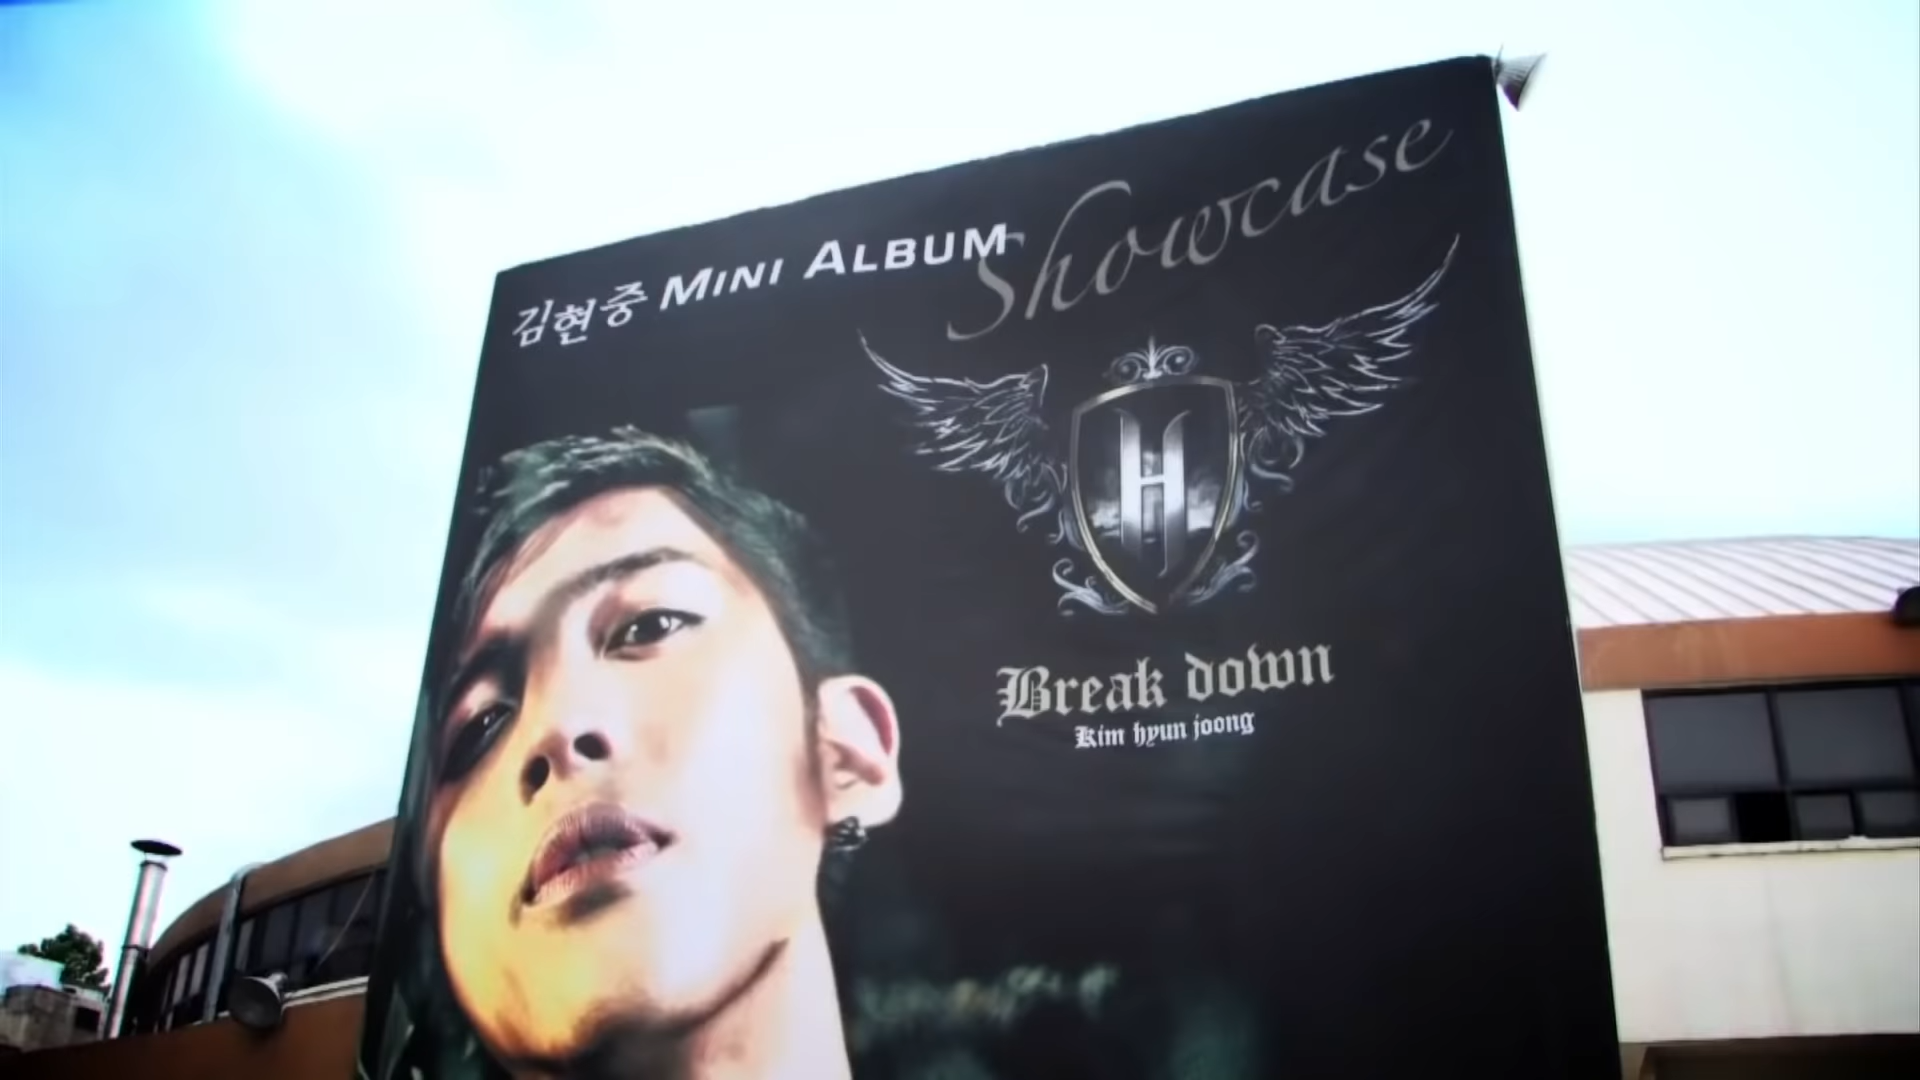 김현중 MINI ALBUM
Showcase
H
Break down
Kim hyun joong